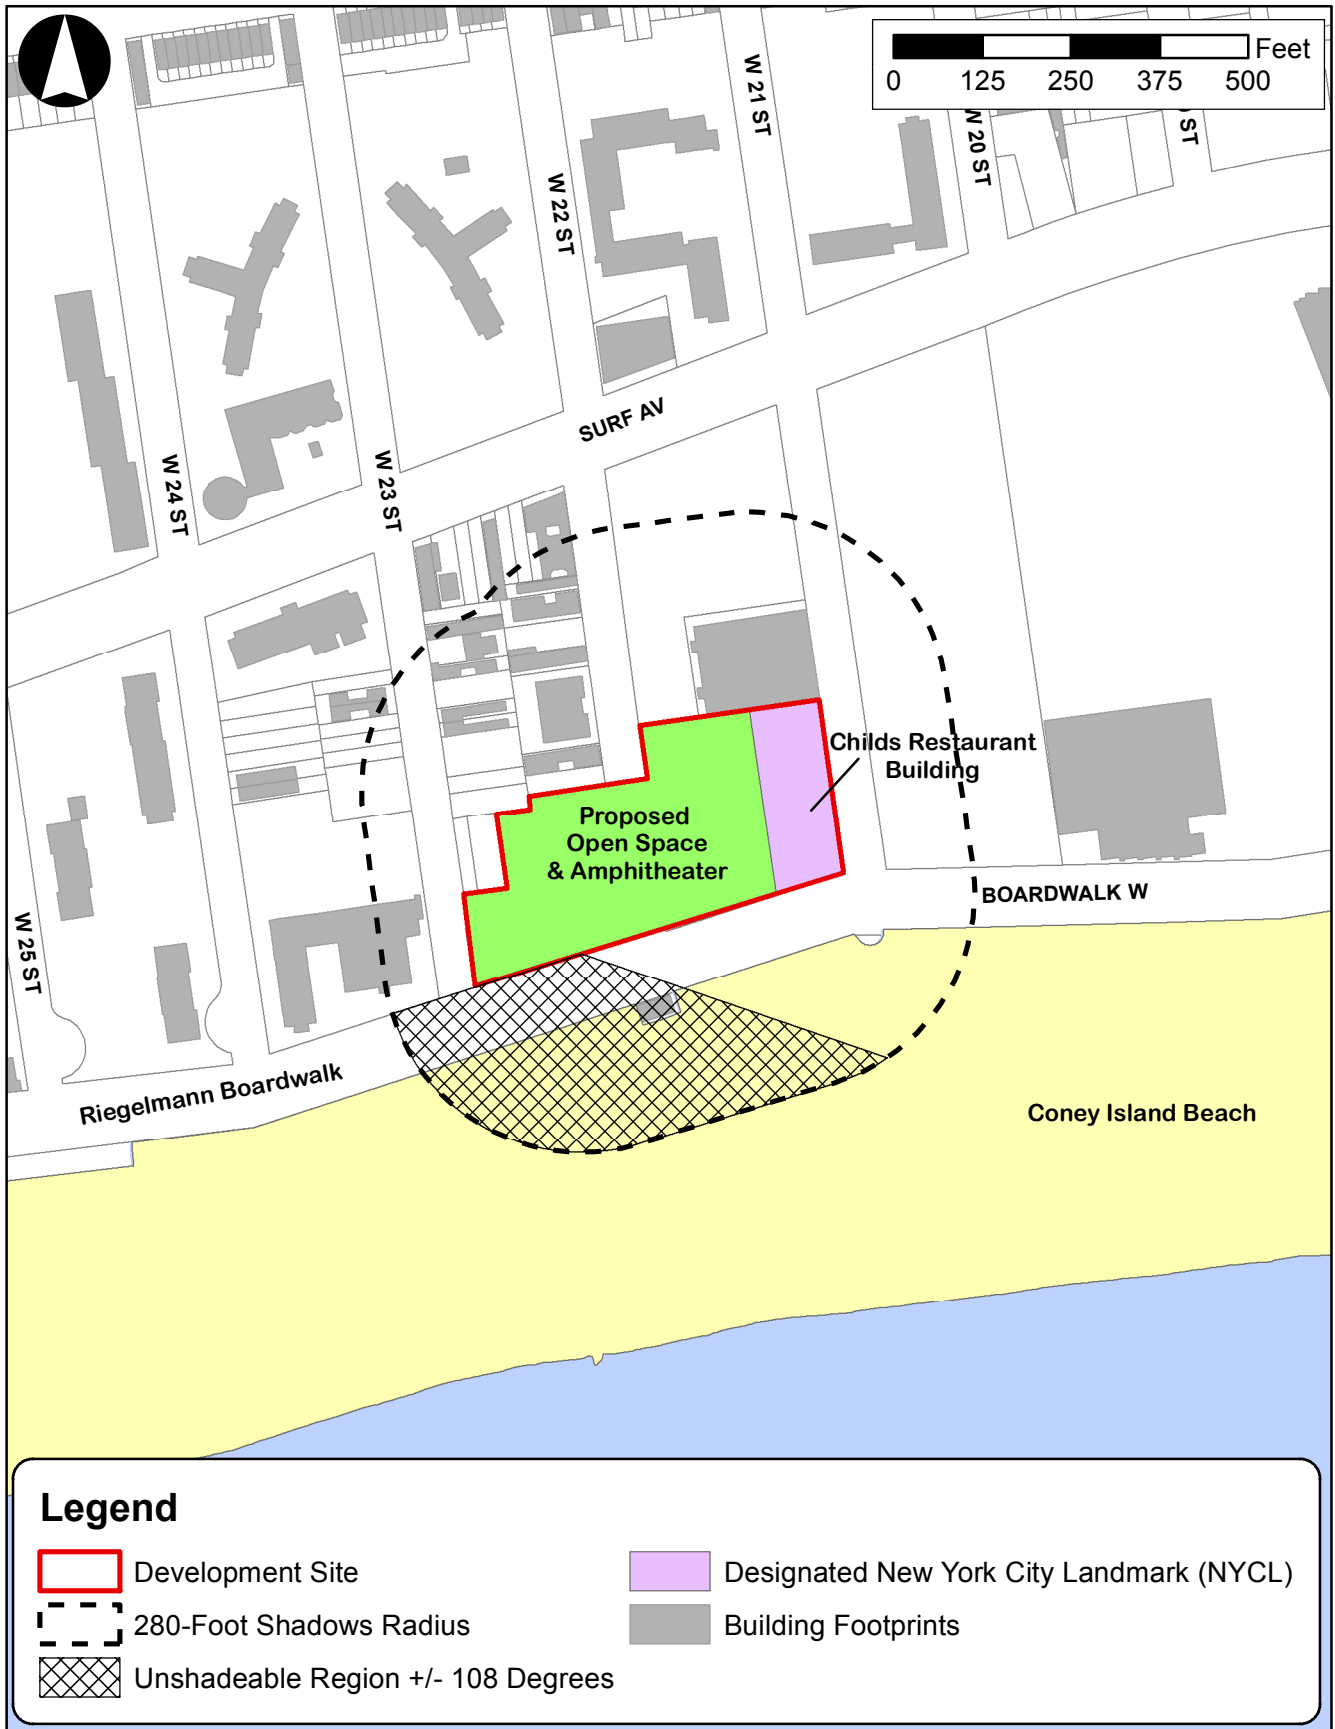 Feet
0 125 250 375 500
W 21 ST
W 20 ST
ST
W 22 ST
SURF AV
W 24 ST
W 23 ST
Childs Restaurant
Building
Proposed
Open Space
& Amphitheater
BOARDWALK W
W 25 ST
Riegelmann Boardwalk
Coney Island Beach
Legend
Development Site
280-Foot Shadows Radius
Unshadeable Region +/- 108 Degrees
Designated New York City Landmark (NYCL)
Building Footprints